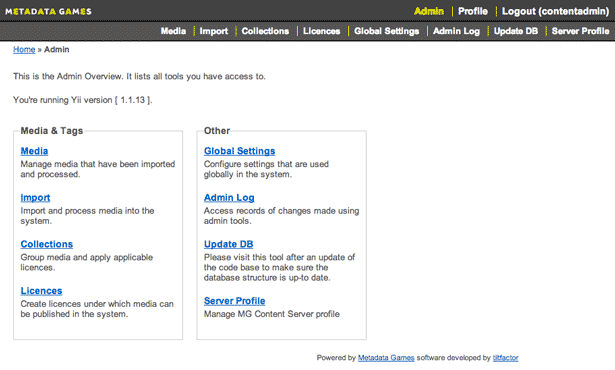 METADATA GAMES
Admin Profile Logout (contentadmin)
Media Import Collections Licences Global Settings Admin Log Update DB Server Profile
Home » Admin
This is the Admin Overview. It lists all tools you have access to.
You're running Yii version [ 1.1.13 ].
Media & Tags
Media
Manage media that have been imported
and processed.
Import
Import and process media into the
system.
Collections
Group media and apply applicable
licences.
Licences
Create licences under which media can
be published in the system.
Other
Global Settings
Configure settings that are used
globally in the system.
Admin Log
Access records of changes made using
admin tools.
Update DB
Please visit this tool after an update of
the code base to make sure the
database structure is up-to date.
Server Profile
Manage MG Content Server profile
Powered by Metadata Games software developed by tiltfactor